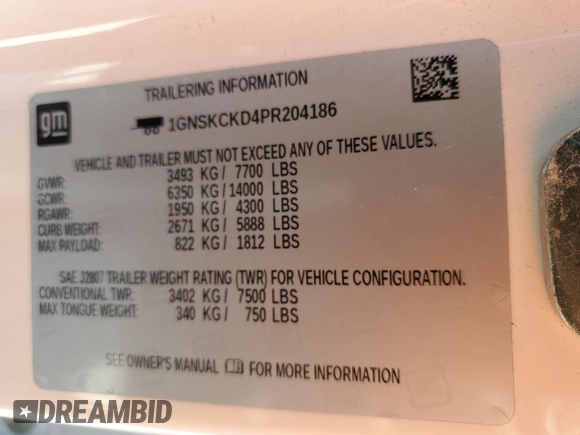 gm
TRAILERING INFORMATION
1GNSKCKD4PR204186
VEHICLE AND TRAILER MUST NOT EXCEED ANY OF THESE VALUES.
GVWR: 3493 KG / 7700 LBS
GCWR: 6350 KG / 14000 LBS
RGAWR: 1950 KG / 4300 LBS
CURB WEIGHT: 2671 KG / 5888 LBS
MAX PAYLOAD: 822 KG / 1812 LBS
SAE J2807 TRAILER WEIGHT RATING (TWR) FOR VEHICLE CONFIGURATION.
CONVENTIONAL TWR: 3402 KG / 7500 LBS
MAX TONGUE WEIGHT: 340 KG / 750 LBS
SEE OWNER'S MANUAL FOR MORE INFORMATION
DREAMBID